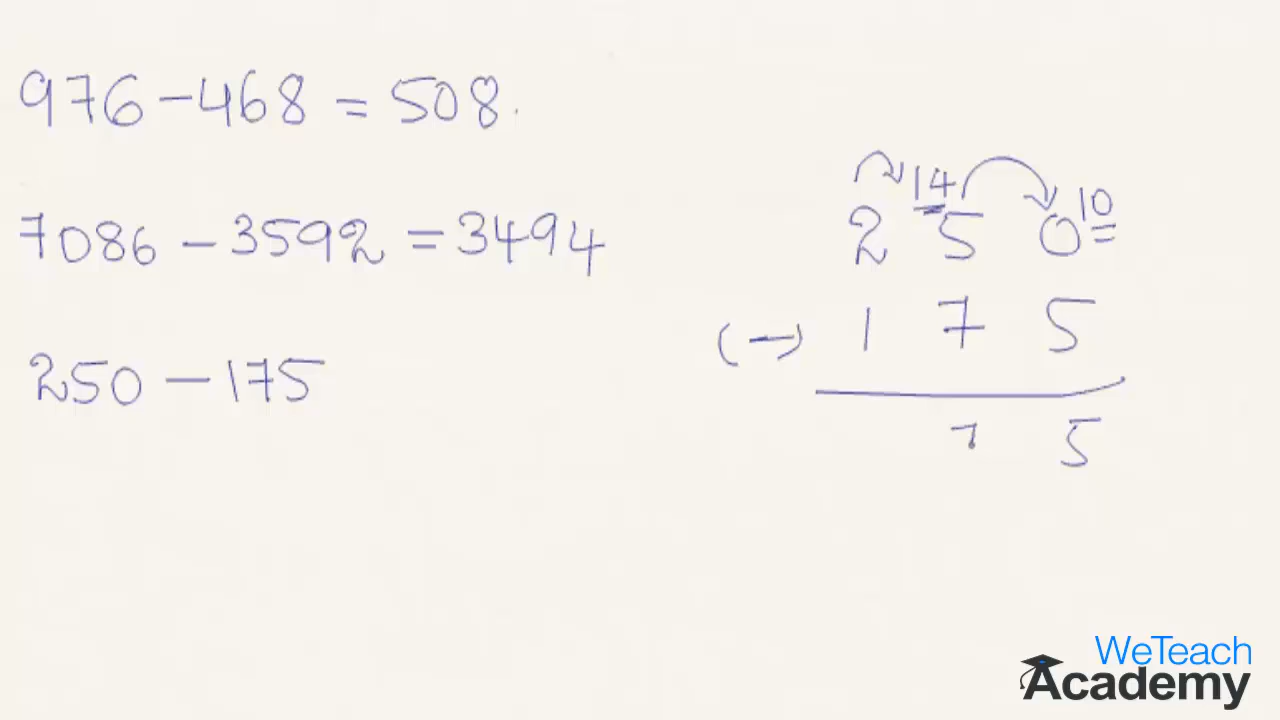 976 - 468 = 508.
7086 - 3592 = 3494
250 - 175
14 10
2 5 0
(-) 1 7 5
7 5
WeTeach
Academy